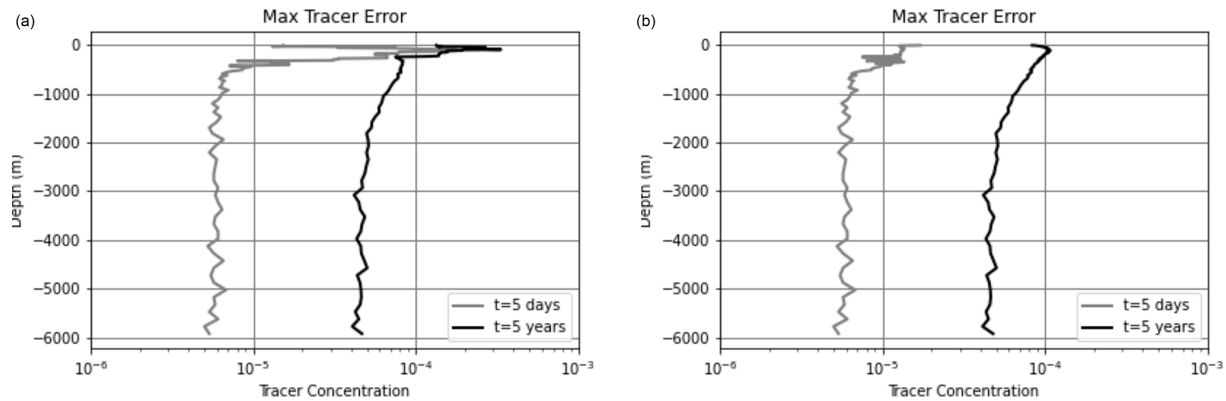 (a)
Max Tracer Error
0
−1000
−2000
−3000
−4000
−5000
−6000
Depth (m)
t=5 days
t=5 years
10⁻⁶
10⁻⁵
10⁻⁴
10⁻³
Tracer Concentration
(b)
Max Tracer Error
0
−1000
−2000
−3000
−4000
−5000
−6000
Depth (m)
t=5 days
t=5 years
10⁻⁶
10⁻⁵
10⁻⁴
10⁻³
Tracer Concentration